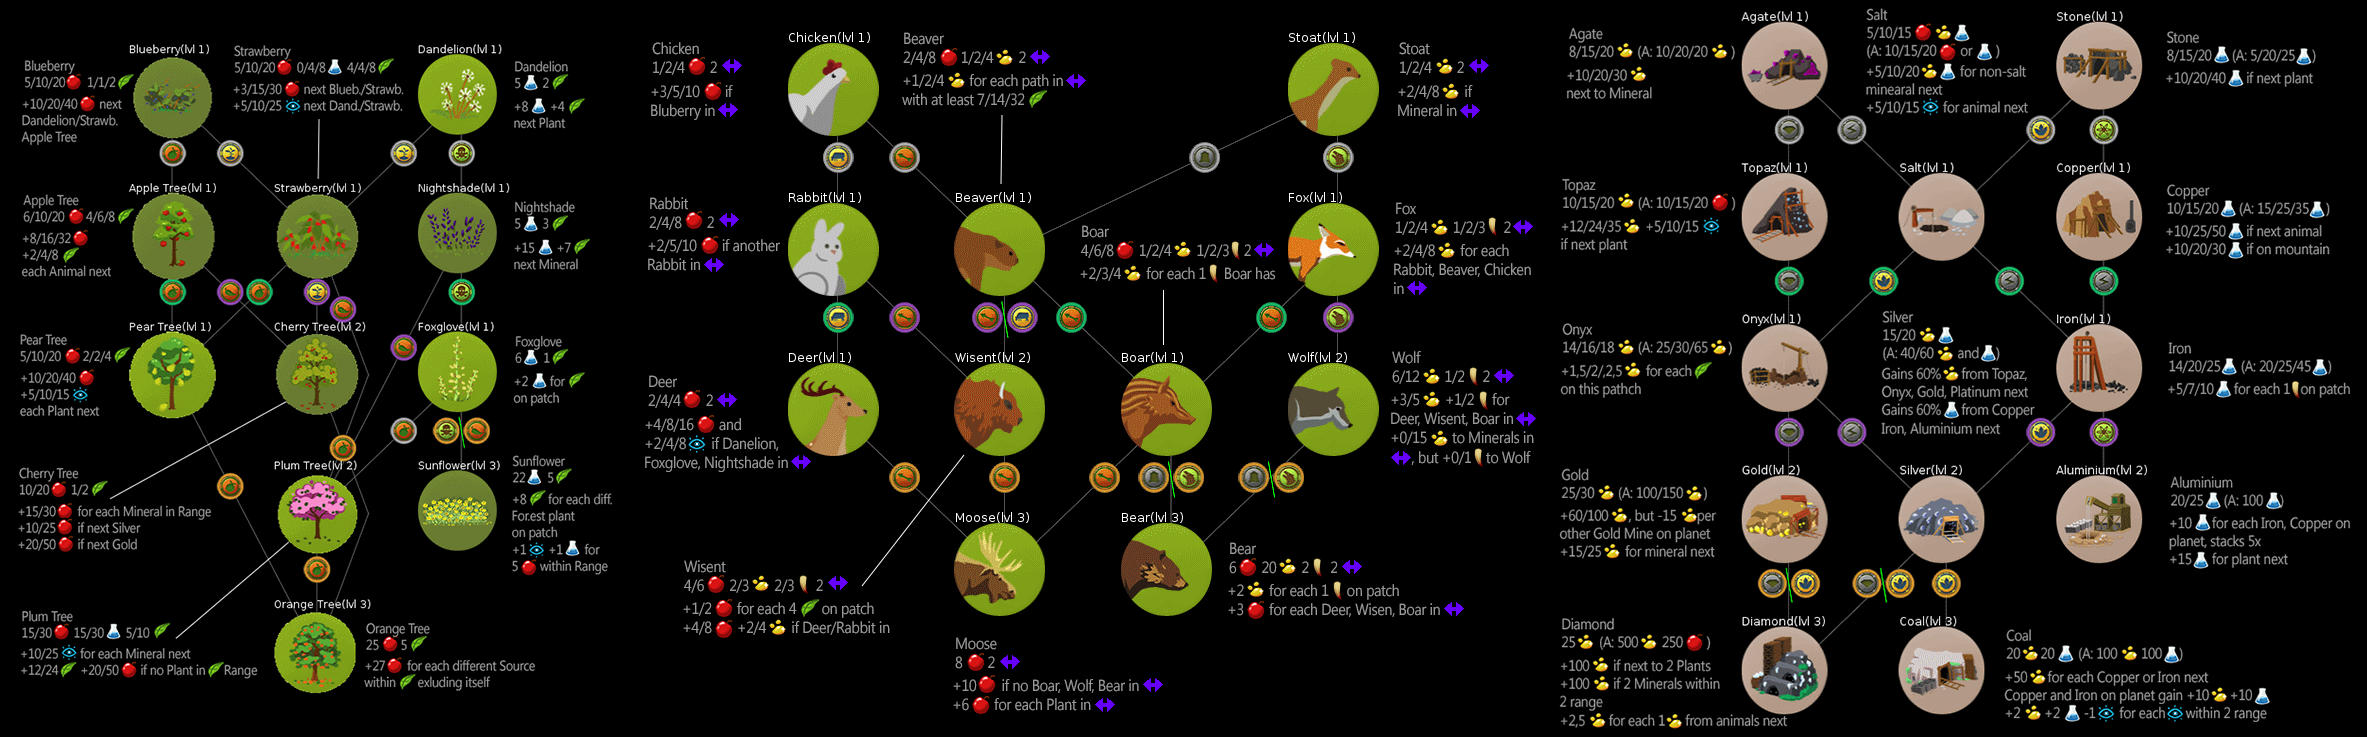 Blueberry(lvl 1)
Blueberry
5/10/20 1/1/2
+10/20/40 next
Dandelion/Strawb.
Apple Tree
Strawberry
5/10/20 0/4/8 4/4/8
+3/15/30 next Blueb./Strawb.
+5/10/25 next Dand./Strawb.
Dandelion(lvl 1)
Dandelion
5 2
+8 +4
next Plant
Apple Tree(lvl 1)
Apple Tree
6/10/20 4/6/8
+8/16/32
+2/4/8
each Animal next
Strawberry(lvl 1)
Nightshade(lvl 1)
Nightshade
5 3
+15 +7
next Mineral
Pear Tree(lvl 1)
Pear Tree
5/10/20 2/2/4
+10/20/40
+5/10/15
each Plant next
Cherry Tree(lvl 2)
Foxglove(lvl 1)
Foxglove
6 1
+2 for
on patch
Cherry Tree
10/20 1/2
+15/30 for each Mineral in Range
+10/25 if next Silver
+20/50 if next Gold
Plum Tree(lvl 2)
Sunflower(lvl 3)
Sunflower
22 5
+8 for each diff.
For.est plant
on patch
+1 +1 for
5 within Range
Plum Tree
15/30 15/30 5/10
+10/25 for each Mineral next
+12/24 +20/50 if no Plant in Range
Orange Tree(lvl 3)
Orange Tree
25 5
+27 for each different Source
within exluding itself
Chicken(lvl 1)
Chicken
1/2/4 2
+3/5/10 if
Bluberry in
Beaver
2/4/8 1/2/4 2
+1/2/4 for each path in
with at least 7/14/32
Stoat(lvl 1)
Stoat
1/2/4 2
+2/4/8 if
Mineral in
Rabbit(lvl 1)
Rabbit
2/4/8 2
+2/5/10 if another
Rabbit in
Beaver(lvl 1)
Boar
4/6/8 1/2/4 1/2/3 2
+2/3/4 for each 1 Boar has
Fox(lvl 1)
Fox
1/2/4 1/2/3 2
+2/4/8 for each
Rabbit, Beaver, Chicken
in
Deer(lvl 1)
Deer
2/4/4 2
+4/8/16 and
+2/4/8 if Danelion,
Foxglove, Nightshade in
Wisent(lvl 2)
Boar(lvl 1)
Wolf(lvl 2)
Wolf
6/12 1/2 2
+3/5 +1/2 for
Deer, Wisent, Boar in
+0/15 to Minerals in
, but +0/1 to Wolf
Moose(lvl 3)
Bear(lvl 3)
Bear
6 20 2 2
+2 for each 1 on patch
+3 for each Deer, Wisen, Boar in
Wisent
4/6 2/3 2/3 2
+1/2 for each 4 on patch
+4/8 +2/4 if Deer/Rabbit in
Moose
8 2
+10 if no Boar, Wolf, Bear in
+6 for each Plant in
Agate(lvl 1)
Agate
8/15/20 (A: 10/20/20 )
+10/20/30
next to Mineral
Salt
5/10/15
(A: 10/15/20 or )
+5/10/20 for non-salt
minearal next
+5/10/15 for animal next
Stone(lvl 1)
Stone
8/15/20 (A: 5/20/25 )
+10/20/40 if next plant
Topaz(lvl 1)
Topaz
10/15/20 (A: 10/15/20 )
+12/24/35 +5/10/15
if next plant
Salt(lvl 1)
Copper(lvl 1)
Copper
10/15/20 (A: 15/25/35 )
+10/25/50 if next animal
+10/20/30 if on mountain
Onyx(lvl 1)
Onyx
14/16/18 (A: 25/30/65 )
+1,5/2/,2,5 for each
on this pathch
Silver
15/20
(A: 40/60 and )
Gains 60% from Topaz,
Onyx, Gold, Platinum next
Gains 60% from Copper
Iron, Aluminium next
Iron(lvl 1)
Iron
14/20/25 (A: 20/25/45 )
+5/7/10 for each 1 on patch
Gold(lvl 2)
Gold
25/30 (A: 100/150 )
+60/100 , but -15 per
other Gold Mine on planet
+15/25 for mineral next
Silver(lvl 2)
Aluminium(lvl 2)
Aluminium
20/25 (A: 100 )
+10 for each Iron, Copper on
planet, stacks 5x
+15 for plant next
Diamond(lvl 3)
Diamond
25 (A: 500 250 )
+100 if next to 2 Plants
+100 if 2 Minerals within
2 range
+2,5 for each 1 from animals next
Coal(lvl 3)
Coal
20 20 (A: 100 100 )
+50 for each Copper or Iron next
Copper and Iron on planet gain +10 +10
+2 +2 -1 for each within 2 range